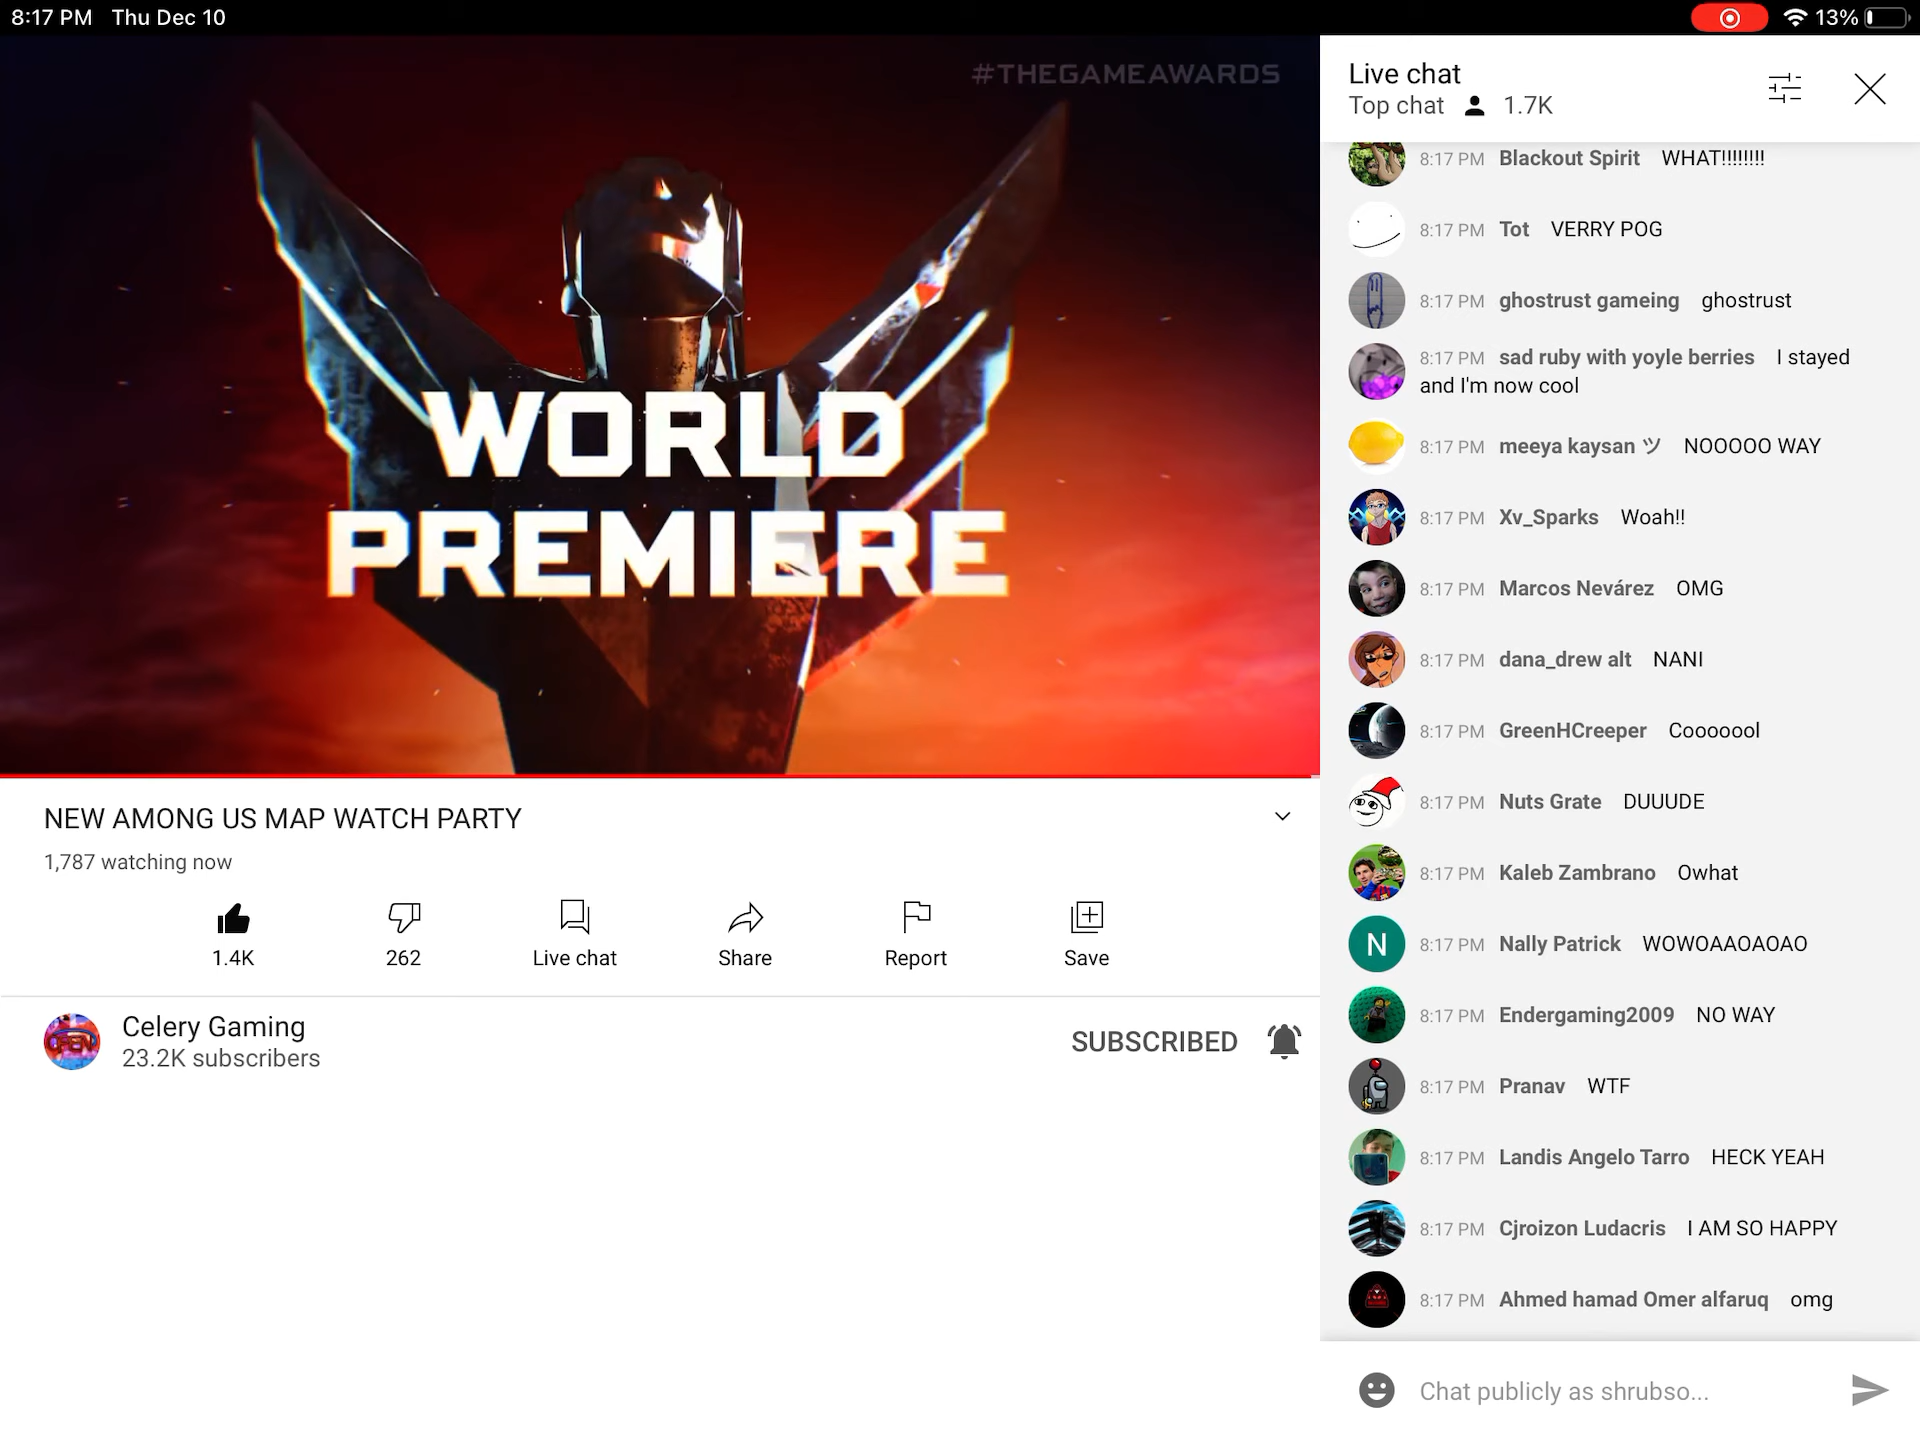 8:17 PM Thu Dec 10
13%
#THEGAMEAWARDS
WORLD
PREMIERE
NEW AMONG US MAP WATCH PARTY
1,787 watching now
1.4K
262
Live chat
Share
Report
Save
Celery Gaming
23.2K subscribers
SUBSCRIBED
Live chat
Top chat 1.7K
8:17 PM Blackout Spirit WHAT!!!!!!!!
8:17 PM Tot VERRY POG
8:17 PM ghostrust gameing ghostrust
8:17 PM sad ruby with yoyle berries I stayed
and I'm now cool
8:17 PM meeya kaysan ツ NOOOOO WAY
8:17 PM Xv_Sparks Woah!!
8:17 PM Marcos Nevárez OMG
8:17 PM dana_drew alt NANI
8:17 PM GreenHCreeper Cooooool
8:17 PM Nuts Grate DUUUDE
8:17 PM Kaleb Zambrano Owhat
N
8:17 PM Nally Patrick WOWOAAOAOAO
8:17 PM Endergaming2009 NO WAY
8:17 PM Pranav WTF
8:17 PM Landis Angelo Tarro HECK YEAH
8:17 PM Cjroizon Ludacris I AM SO HAPPY
8:17 PM Ahmed hamad Omer alfaruq omg
Chat publicly as shrubso...